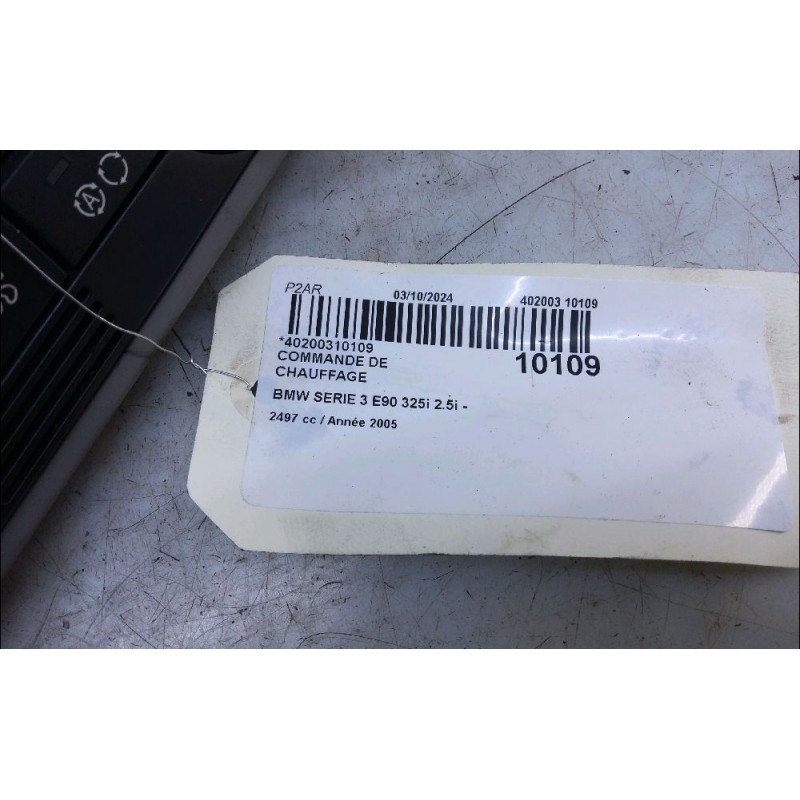 A
P2AR
03/10/2024
402003 10109
*40200310109
10109
COMMANDE DE
CHAUFFAGE
BMW SERIE 3 E90 325i 2.5i -
2497 cc / Année 2005